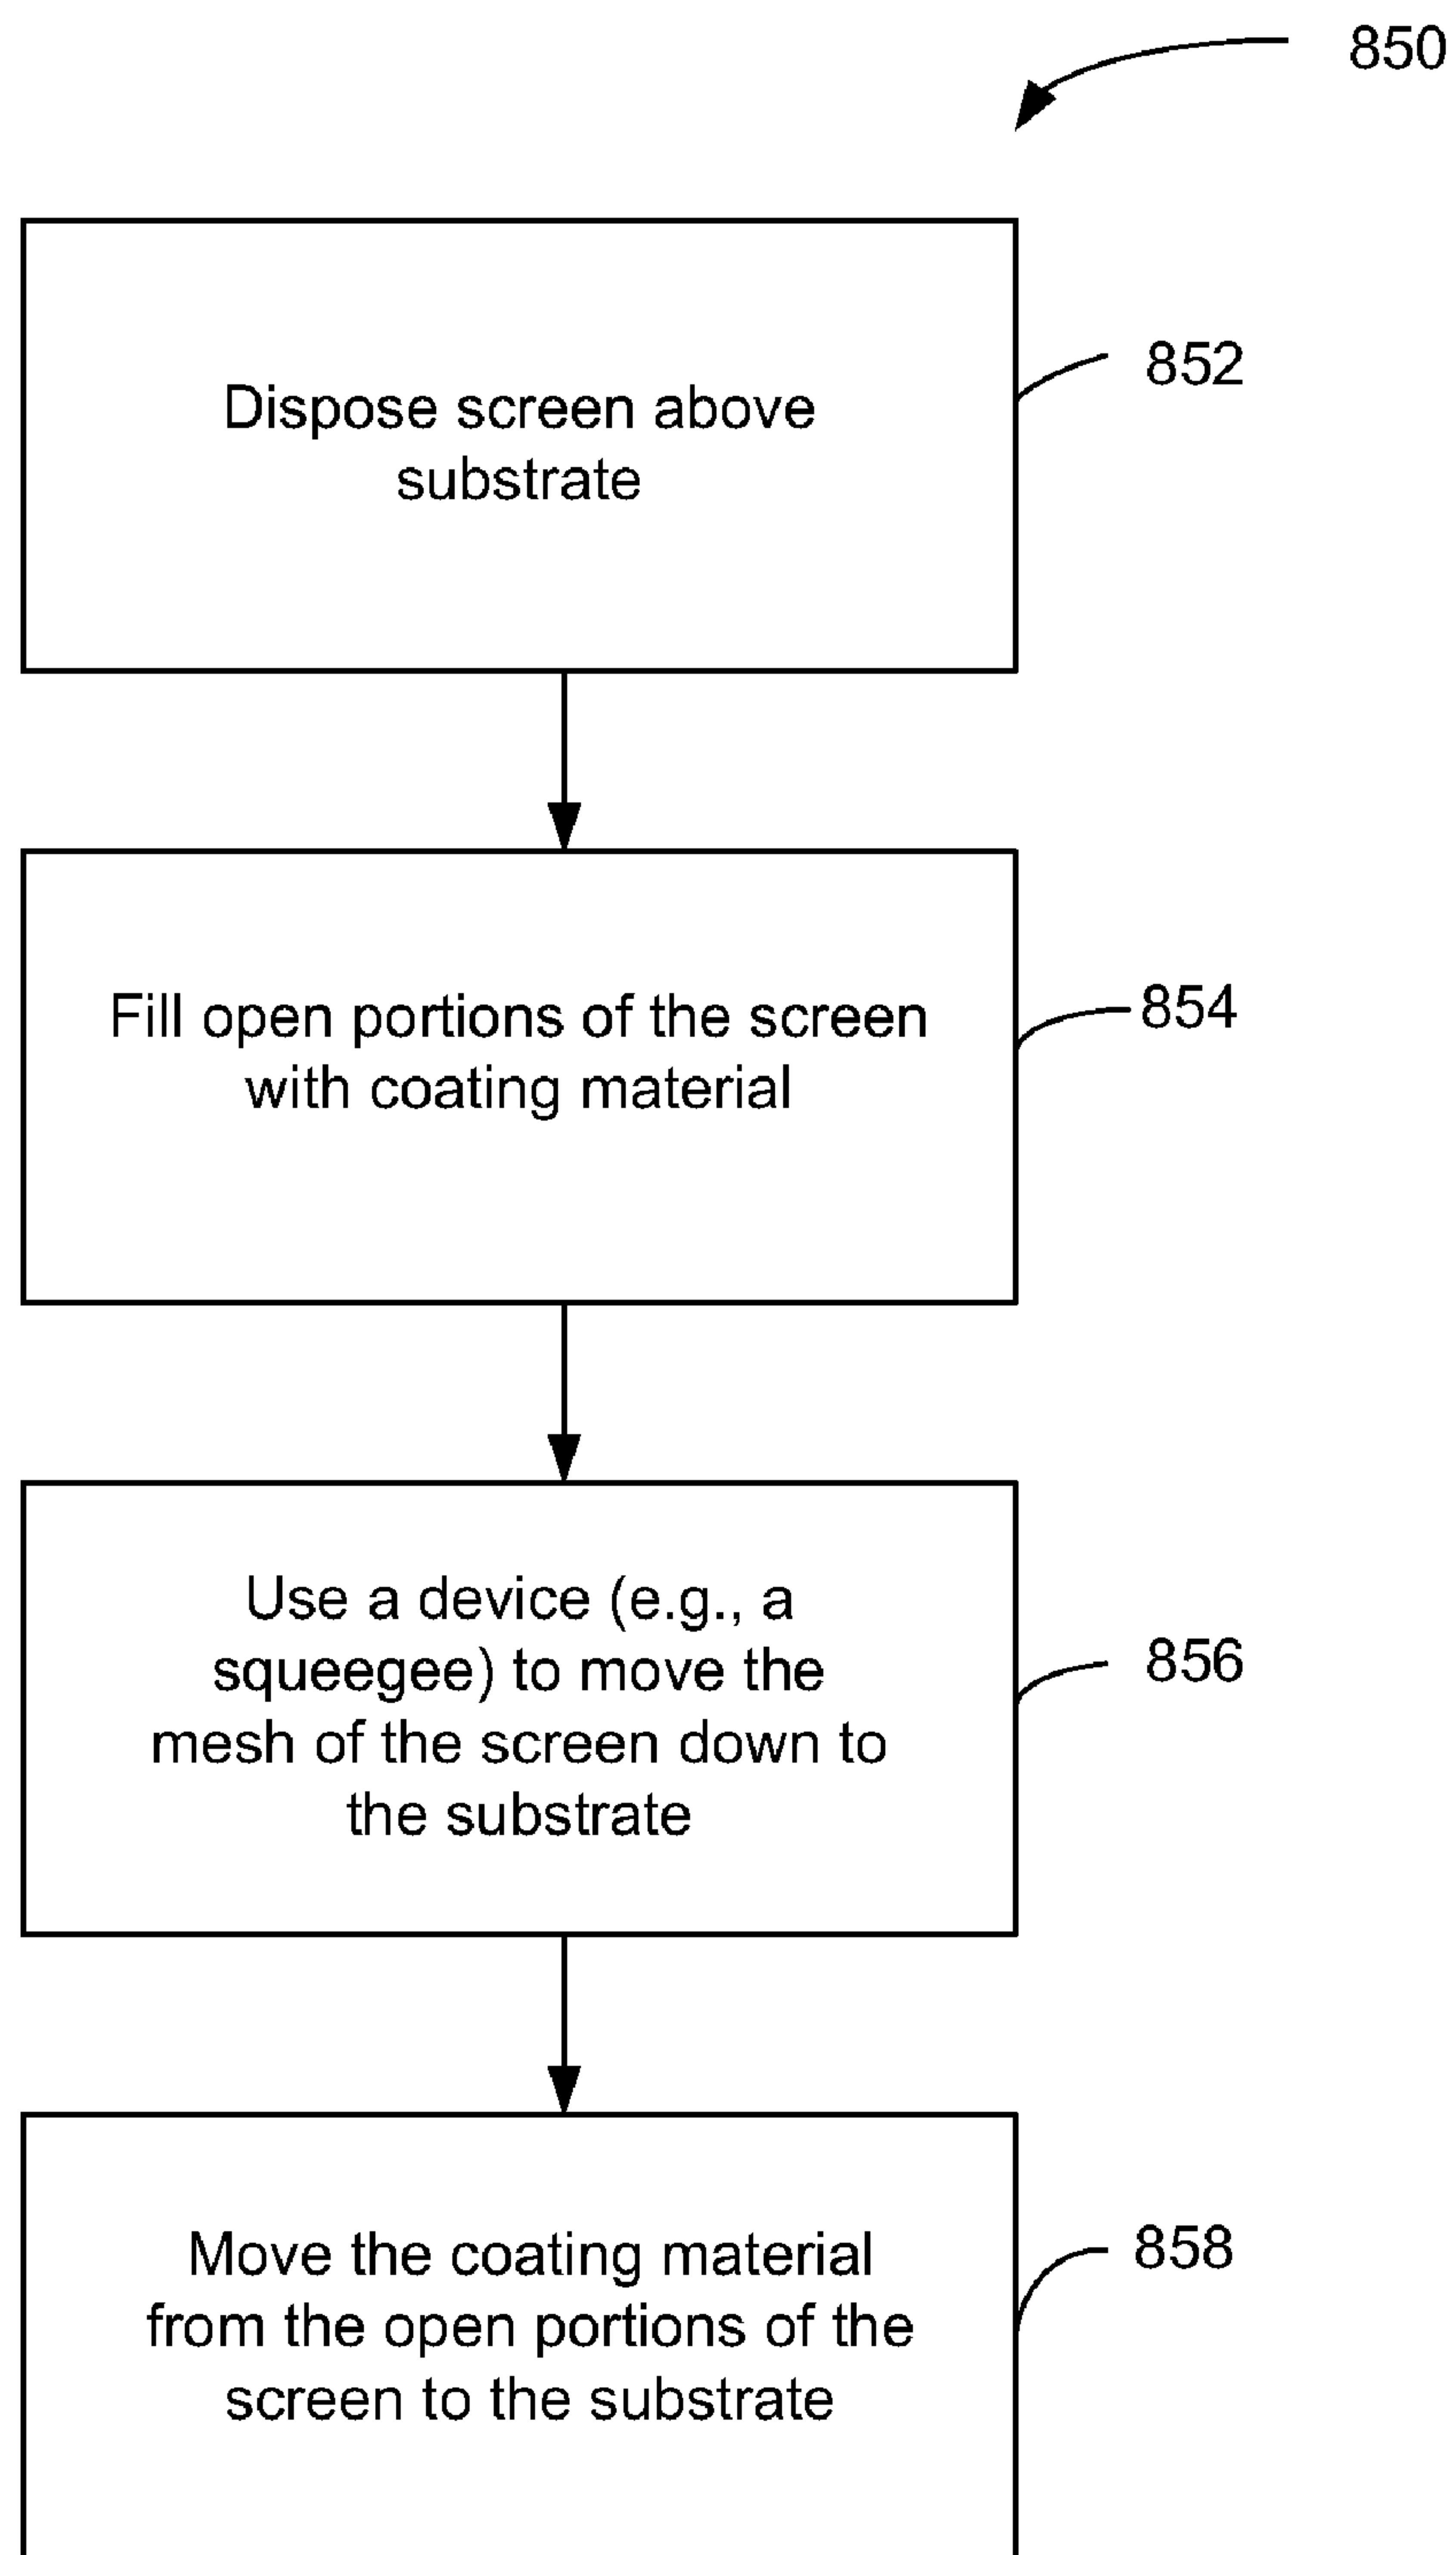 850
Dispose screen above
substrate
852
Fill open portions of the screen
with coating material
854
Use a device (e.g., a
squeegee) to move the
mesh of the screen down to
the substrate
856
Move the coating material
from the open portions of the
screen to the substrate
858